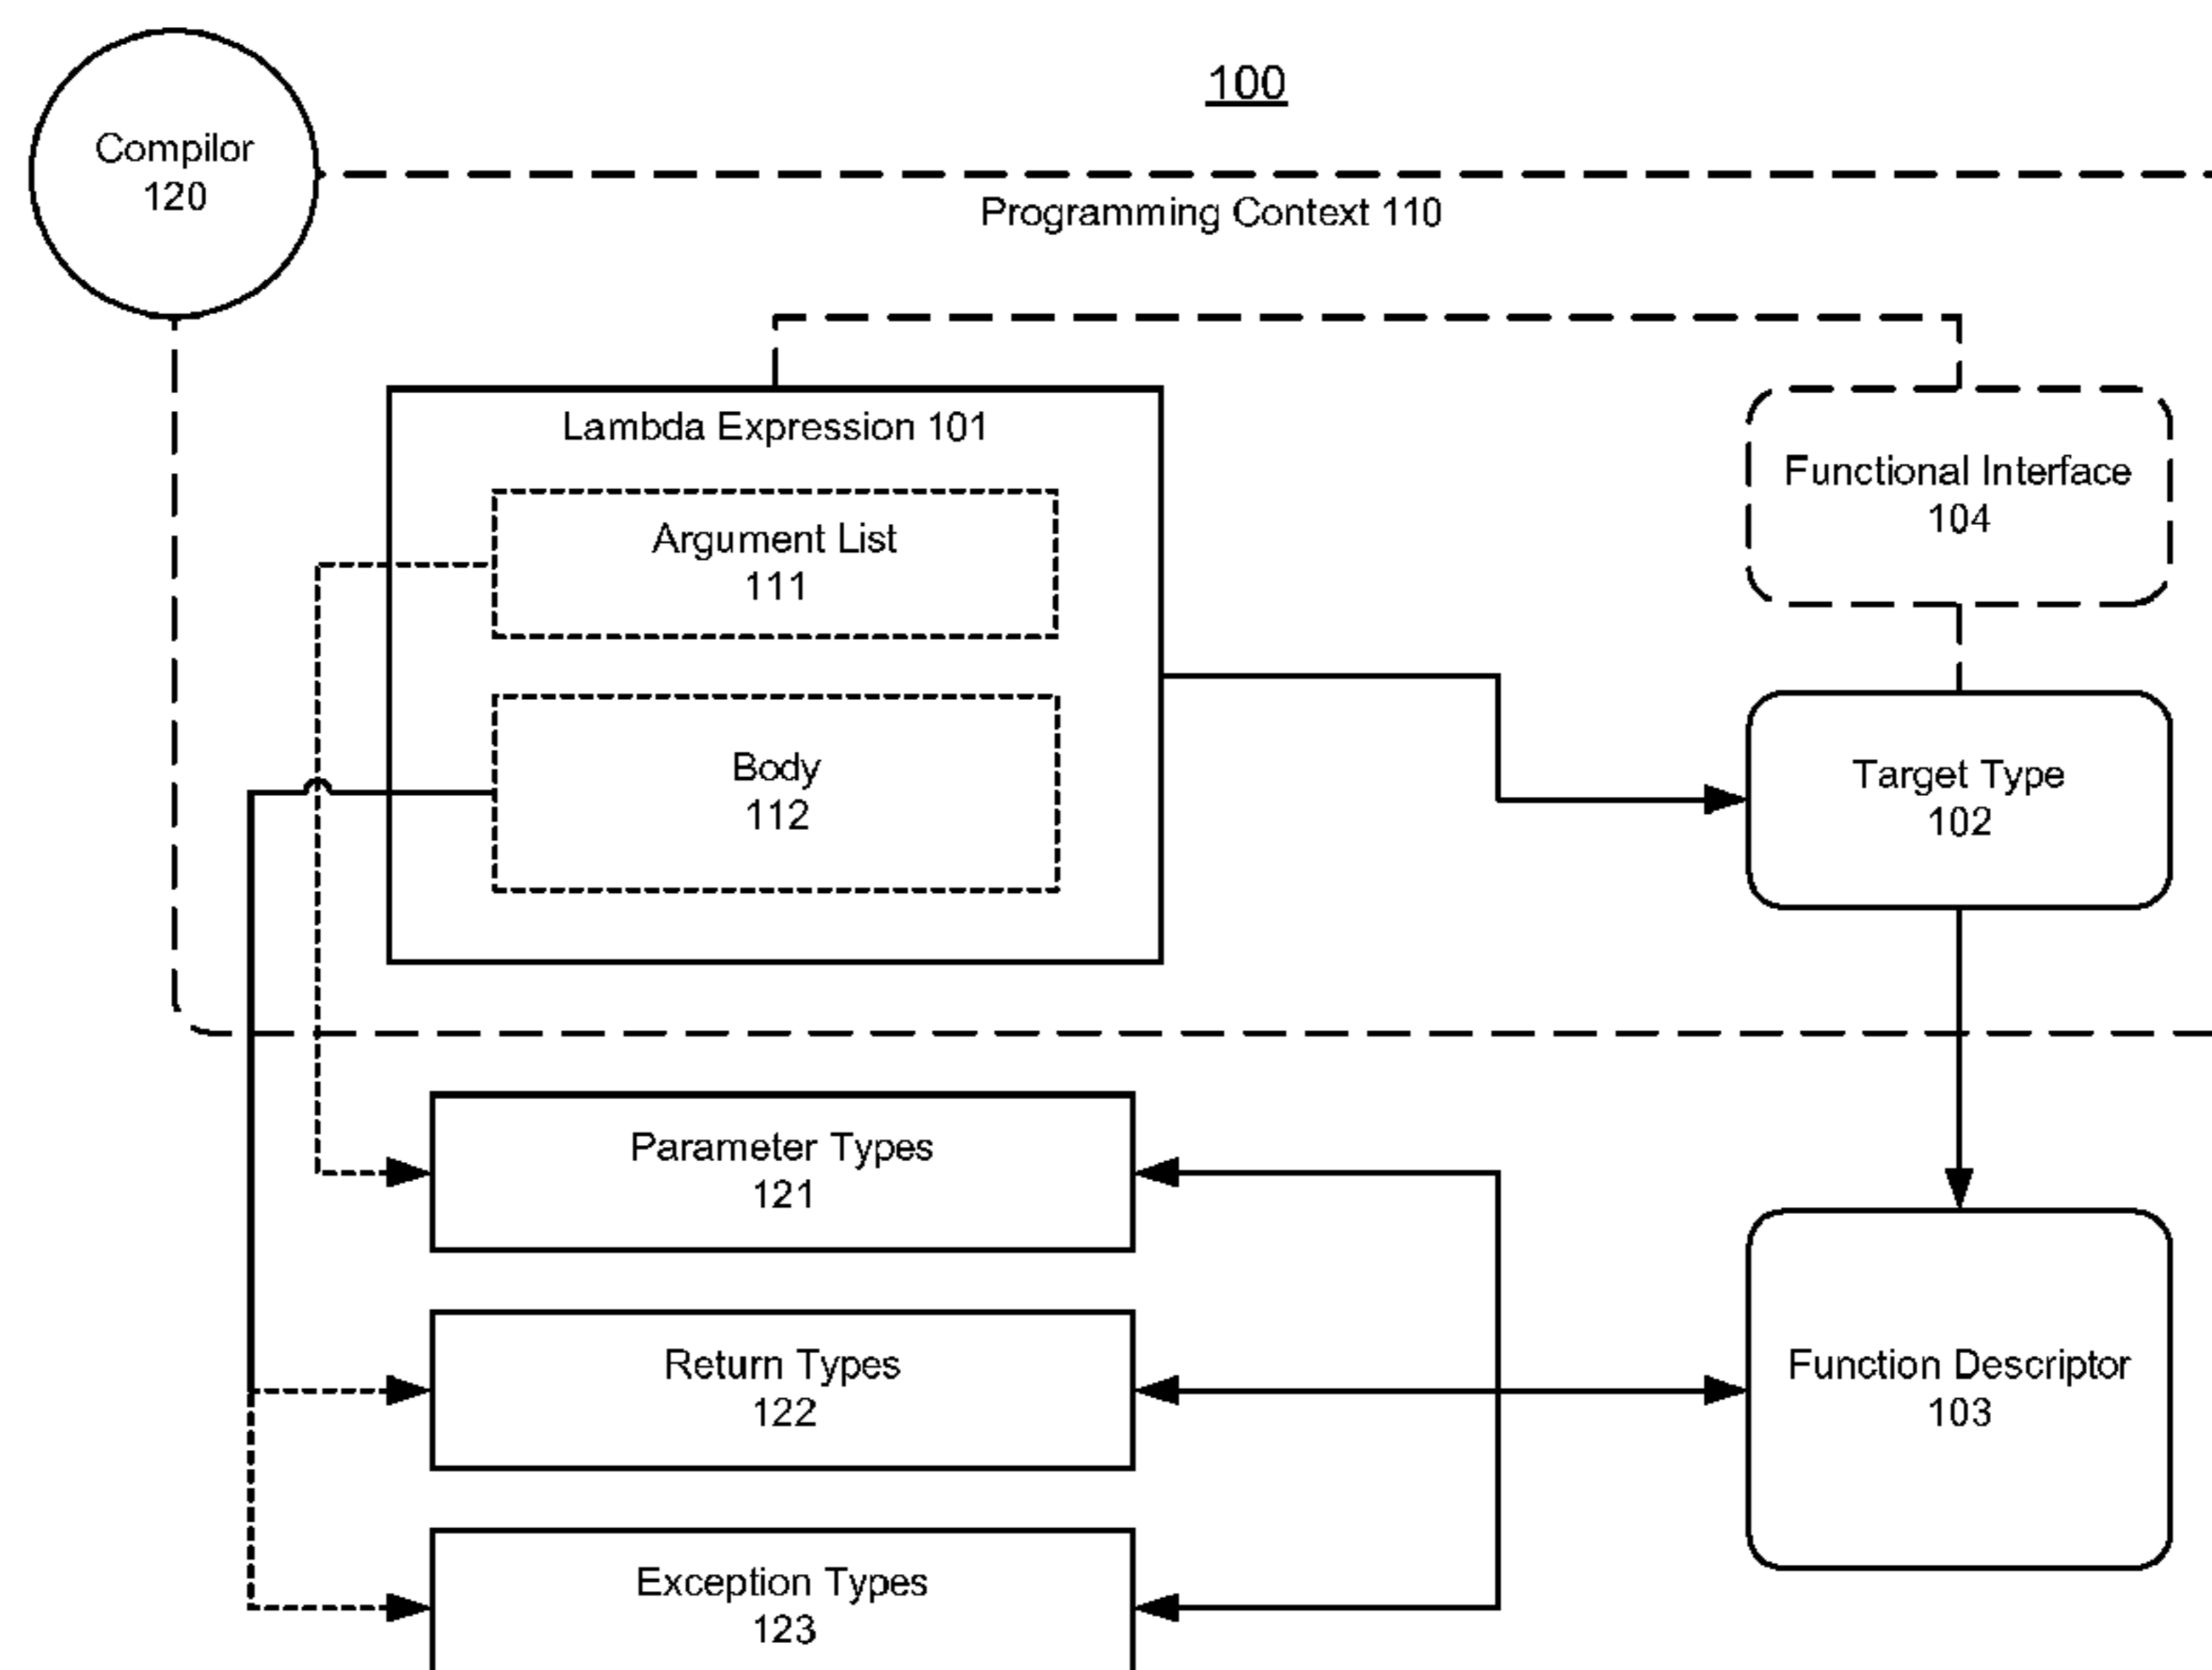 100
Compilor
120
Programming Context 110
Lambda Expression 101
Argument List
111
Body
112
Functional Interface
104
Target Type
102
Parameter Types
121
Return Types
122
Exception Types
123
Function Descriptor
103